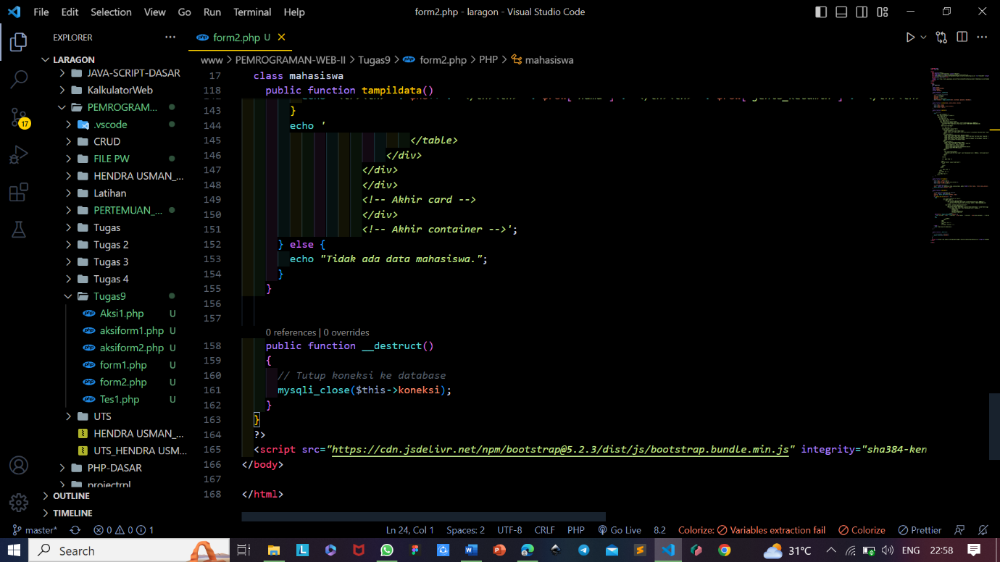 File Edit Selection View Go Run Terminal Help
form2.php - laragon - Visual Studio Code
EXPLORER
LARAGON
JAVA-SCRIPT-DASAR
KalkulatorWeb
PEMROGRAM...
.vscode
CRUD
FILE PW
HENDRA USMAN_...
Latihan
PERTEMUAN_...
Tugas
Tugas 2
Tugas 3
Tugas 4
Tugas9
Aksi1.php U
aksiform1.php U
aksiform2.php U
form1.php U
form2.php U
Tes1.php U
UTS
HENDRA USMAN_...
UTS_HENDRA USM...
PHP-DASAR
projectrpl
OUTLINE
TIMELINE
17
form2.php U
www > PEMROGRAMAN-WEB-II > Tugas9 > form2.php > PHP > mahasiswa
17 class mahasiswa
118 public function tampildata()
143 }
144 echo '
145 </table>
146 </div>
147 </div>
148 </div>
149 <!-- Akhir card -->
150 </div>
151 <!-- Akhir container -->';
152 } else {
153 echo "Tidak ada data mahasiswa.";
154 }
155 }
156
157
0 references | 0 overrides
158 public function __destruct()
159 {
160 // Tutup koneksi ke database
161 mysqli_close($this->koneksi);
162 }
163 }
164 ?>
165 <script src="https://cdn.jsdelivr.net/npm/bootstrap@5.2.3/dist/js/bootstrap.bundle.min.js" integrity="sha384-ken
166 </body>
167
168 </html>
master* 0 0 1 Ln 24, Col 1 Spaces: 2 UTF-8 CRLF PHP Go Live 8.2 Colorize: Variables extraction fail Colorize Prettier
Search 31°C ENG 22:58